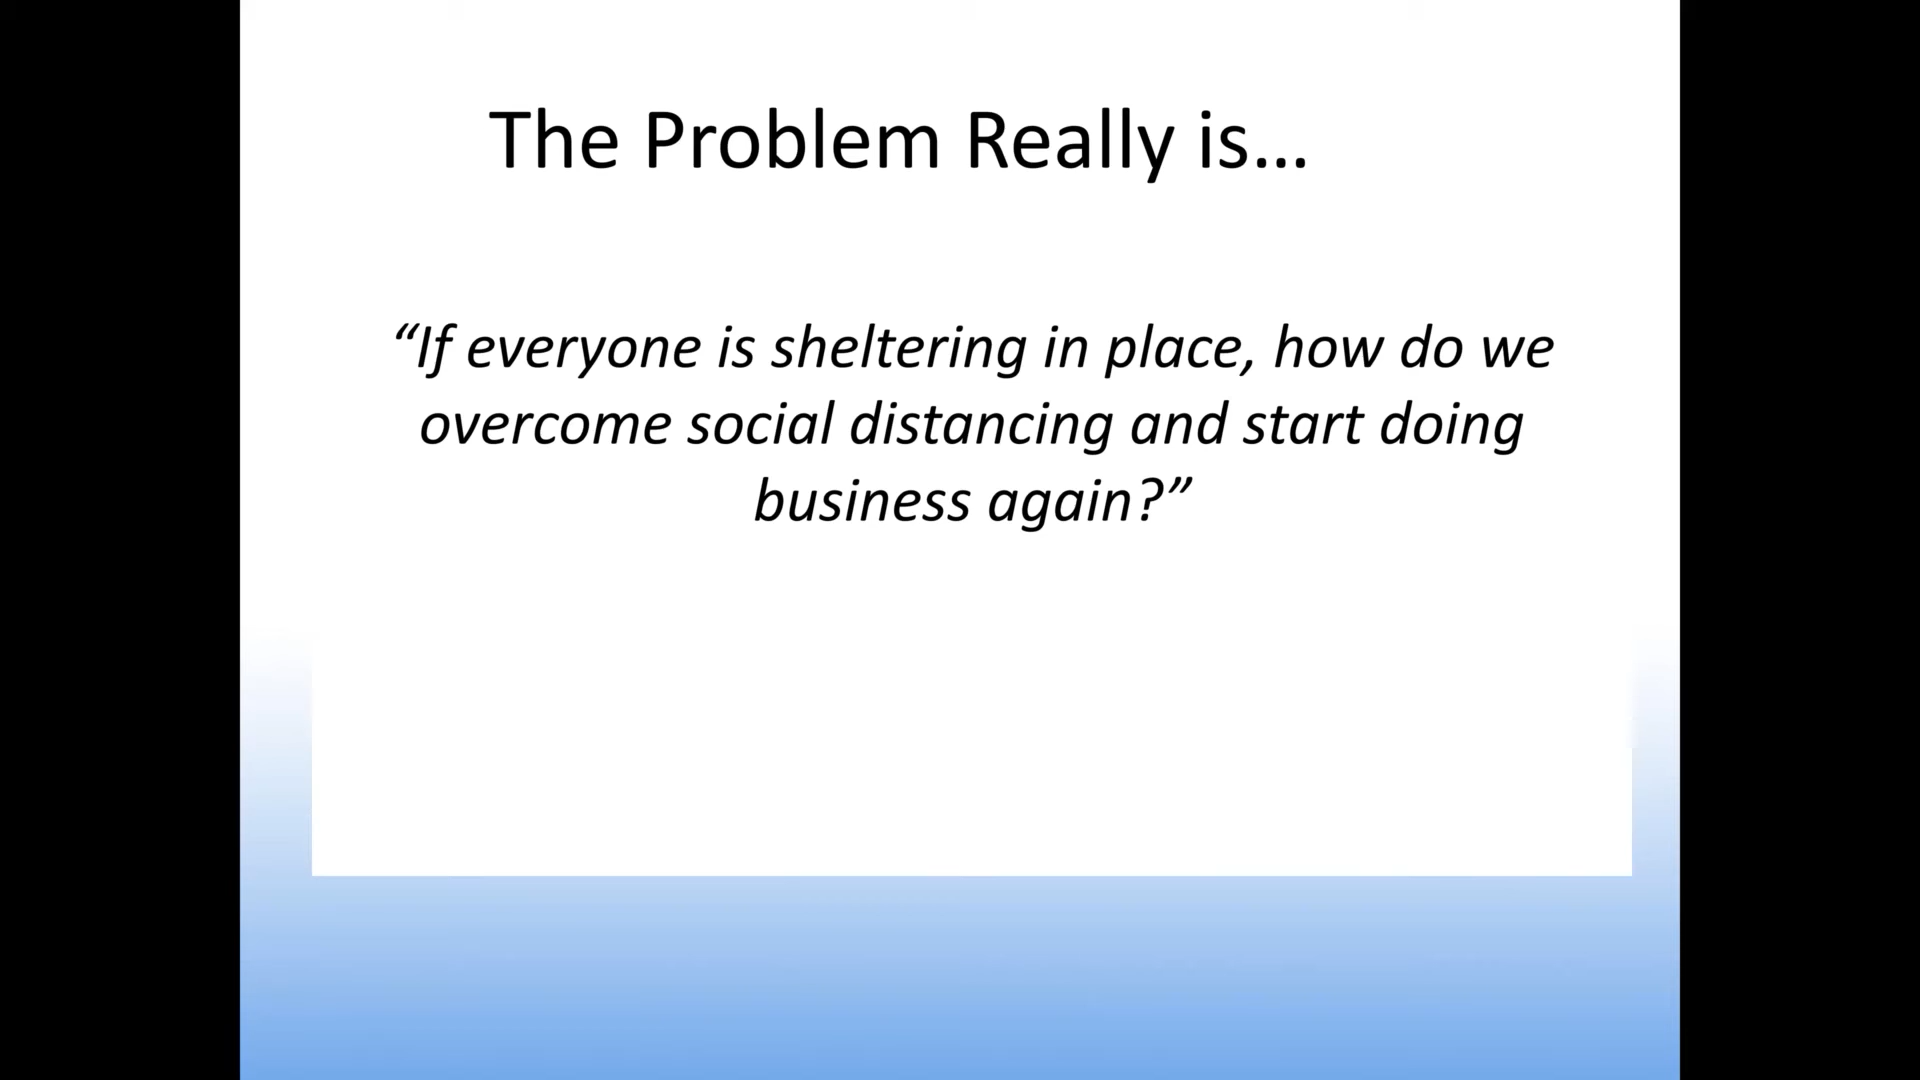 The Problem Really is…
“If everyone is sheltering in place, how do we
overcome social distancing and start doing
business again?”